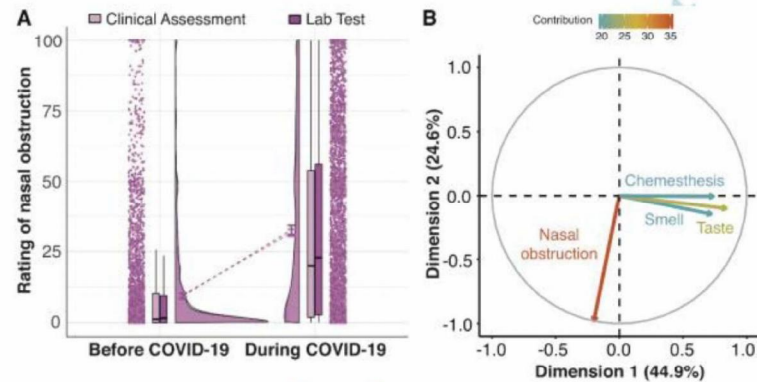 A
Clinical Assessment
Lab Test
Rating of nasal obstruction
100
75
50
25
0
Before COVID-19
During COVID-19
B
Contribution
20 25 30 35
Dimension 2 (24.6%)
1.0
0.5
0.0
-0.5
-1.0
Chemesthesis
Smell
Taste
Nasal
obstruction
-1.0 -0.5 0.0 0.5 1.0
Dimension 1 (44.9%)